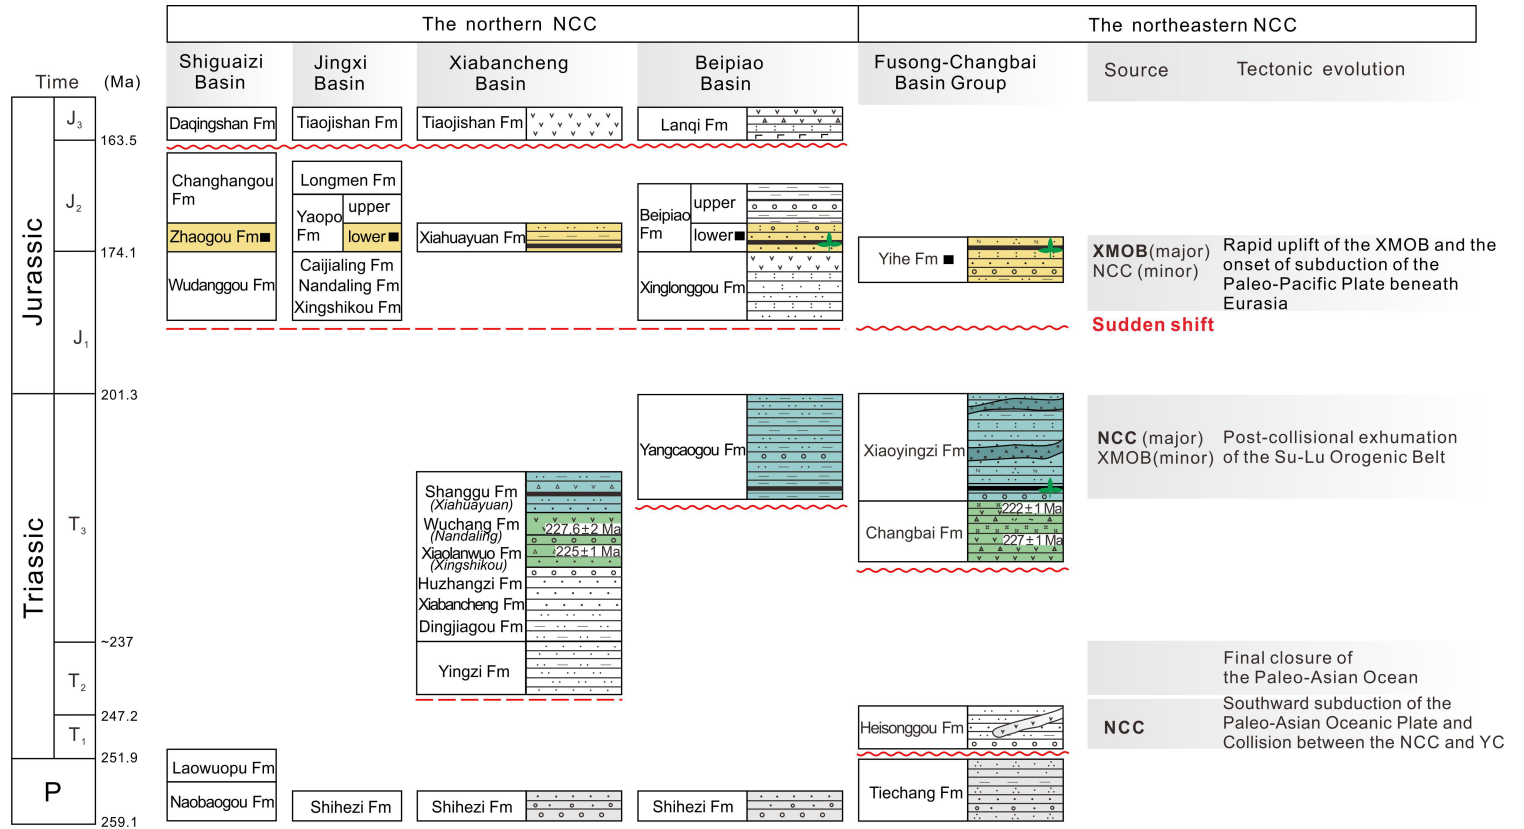 The northern NCC
The northeastern NCC
Time
(Ma)
Shiguaizi
Basin
Jingxi
Basin
Xiabancheng
Basin
Beipiao
Basin
Fusong-Changbai
Basin Group
Source
Tectonic evolution
Jurassic
Triassic
P
J3
J2
J1
T3
T2
T1
163.5
174.1
201.3
~237
247.2
251.9
259.1
Daqingshan Fm
Changhangou
Fm
Zhaogou Fm
Wudanggou Fm
Laowuopu Fm
Naobaogou Fm
Tiaojishan Fm
Longmen Fm
Yaopo
Fm
upper
lower
Caijialing Fm
Nandaling Fm
Xingshikou Fm
Shihezi Fm
Tiaojishan Fm
Xiahuayuan Fm
Shanggu Fm
(Xiahuayuan)
Wuchang Fm
(Nandaling)
Xiaolanwuo Fm
(Xingshikou)
Huzhangzi Fm
Xiabancheng Fm
Dingjiagou Fm
Yingzi Fm
227.6±2 Ma
225±1 Ma
Shihezi Fm
Lanqi Fm
Beipiao
Fm
upper
lower
Xinglonggou Fm
Yangcaogou Fm
Shihezi Fm
Yihe Fm
Xiaoyingzi Fm
Changbai Fm
222±1 Ma
227±1 Ma
Heisonggou Fm
Tiechang Fm
XMOB(major)
NCC (minor)
Rapid uplift of the XMOB and the
onset of subduction of the
Paleo-Pacific Plate beneath
Eurasia
Sudden shift
NCC (major)
XMOB(minor)
Post-collisional exhumation
of the Su-Lu Orogenic Belt
Final closure of
the Paleo-Asian Ocean
NCC
Southward subduction of the
Paleo-Asian Oceanic Plate and
Collision between the NCC and YC